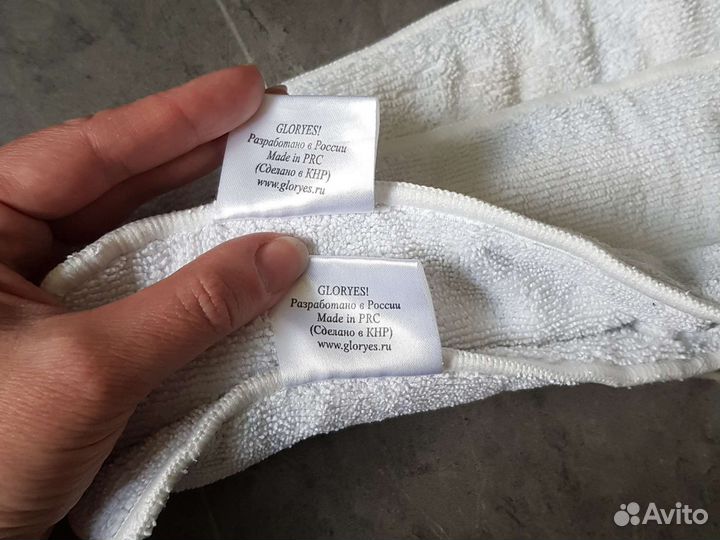 GLORYES!
Разработано в России
Made in PRC
(Сделано в КНР)
www.gloryes.ru
GLORYES!
Разработано в России
Made in PRC
(Сделано в КНР)
www.gloryes.ru
Avito